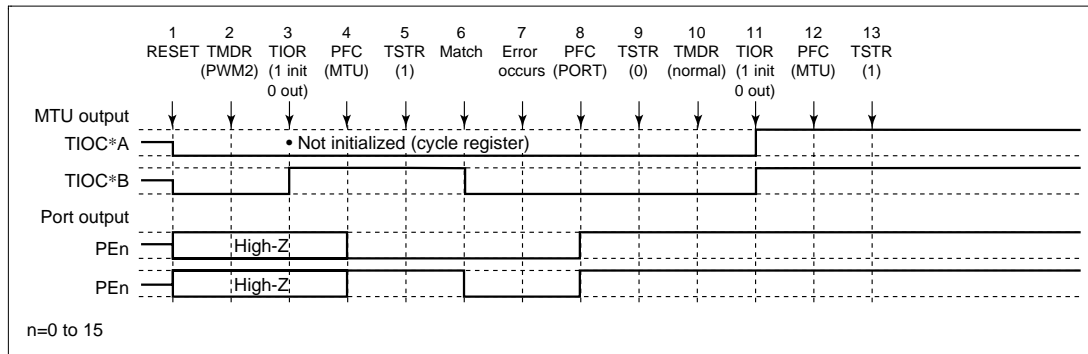 1 2 3 4 5 6 7 8 9 10 11 12 13
RESET TMDR TIOR PFC TSTR Match Error PFC TSTR TMDR TIOR PFC TSTR
(PWM2) (1 init (MTU) (1) occurs (PORT) (0) (normal) (1 init (MTU) (1)
0 out) 0 out)
MTU output
TIOC*A • Not initialized (cycle register)
TIOC*B
Port output
PEn High-Z
PEn High-Z
n=0 to 15